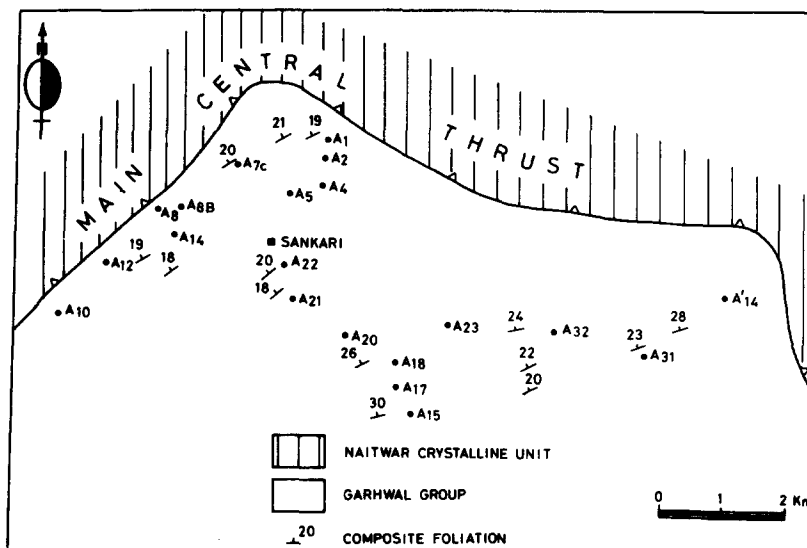 MAIN CENTRAL THRUST
21 19
A1
20 A7c
A2
A5 A4
A8 A8B
A14
SANKARI
19
A12
18
20 A22
18 A21
A10
A'14
A20
A23
24 A32
28
23
A31
26 A18
22
A17
20
30 A15
NAITWAR CRYSTALLINE UNIT
GARHWAL GROUP
20 COMPOSITE FOLIATION
0 1 2 Km